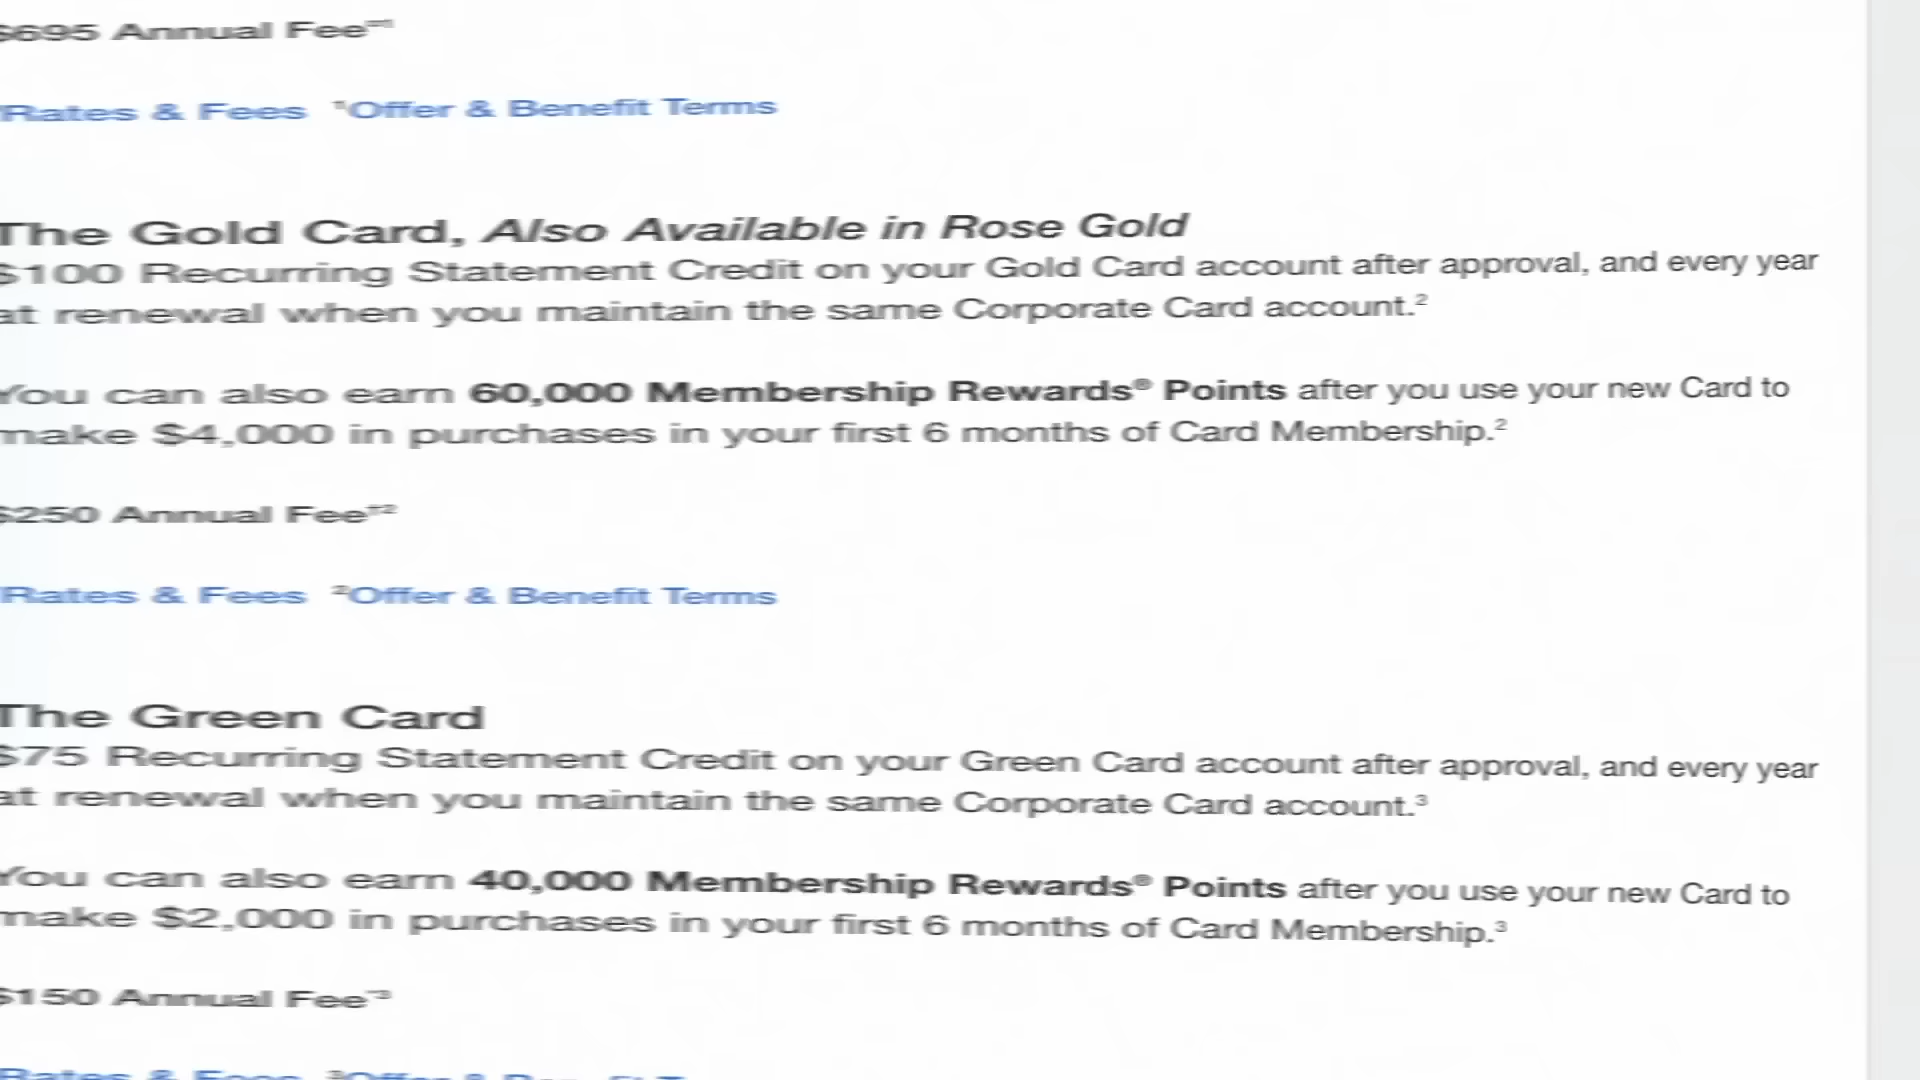 $695 Annual Fee
Rates & Fees ¹Offer & Benefit Terms
The Gold Card, Also Available in Rose Gold
$100 Recurring Statement Credit on your Gold Card account after approval, and every year
at renewal when you maintain the same Corporate Card account.²
You can also earn 60,000 Membership Rewards® Points after you use your new Card to
make $4,000 in purchases in your first 6 months of Card Membership.²
$250 Annual Fee
Rates & Fees ²Offer & Benefit Terms
The Green Card
$75 Recurring Statement Credit on your Green Card account after approval, and every year
at renewal when you maintain the same Corporate Card account.³
You can also earn 40,000 Membership Rewards® Points after you use your new Card to
make $2,000 in purchases in your first 6 months of Card Membership.³
$150 Annual Fee
Rates & Fees ³Offer &